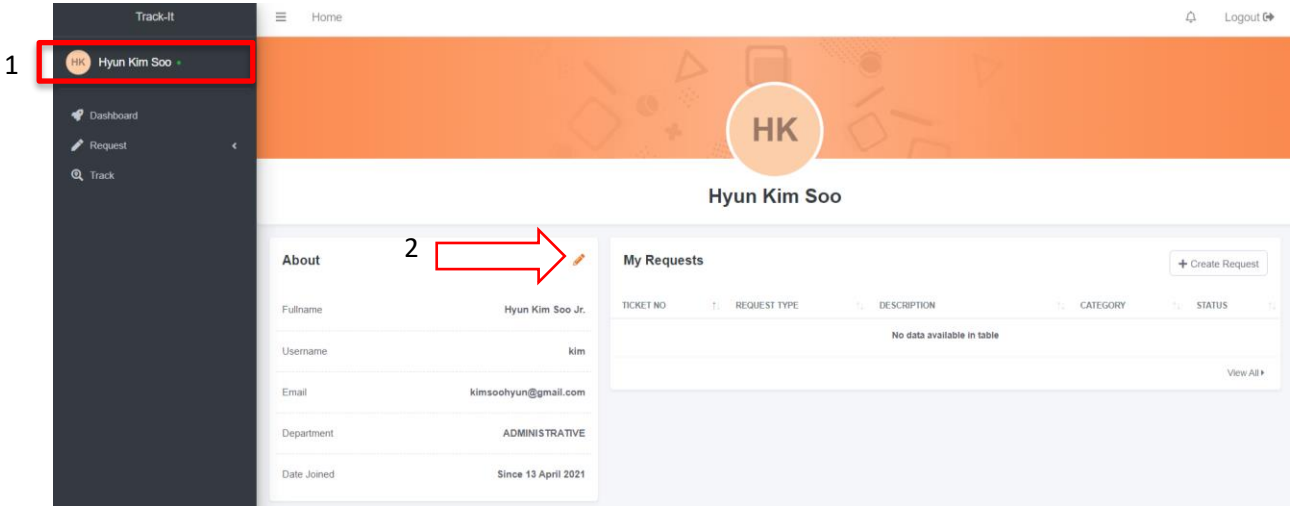 Track-It
Home
Logout
1
HK Hyun Kim Soo
Dashboard
Request
Track
HK
Hyun Kim Soo
About
2
Fullname Hyun Kim Soo Jr.
Username kim
Email kimsoohyun@gmail.com
Department ADMINISTRATIVE
Date Joined Since 13 April 2021
My Requests
+ Create Request
TICKET NO REQUEST TYPE DESCRIPTION CATEGORY STATUS
No data available in table
View All